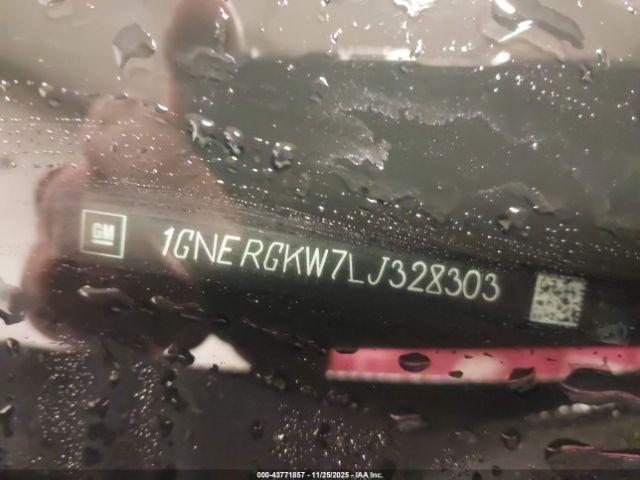 GM
1GNERGKW7LJ328303
000-43771857 - 11/25/2025 - IAA Inc.